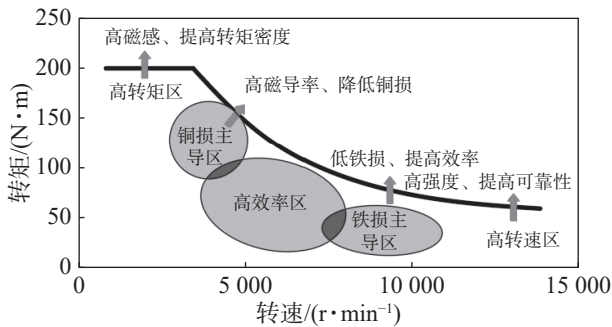 高磁感、提高转矩密度
250
200
150
100
50
0
转矩/(N·m)
高转矩区
高磁导率、降低铜损
铜损主
导区
低铁损、提高效率
高强度、提高可靠性
高效率区
铁损主
导区
高转速区
0
5 000
10 000
15 000
转速/(r·min⁻¹)